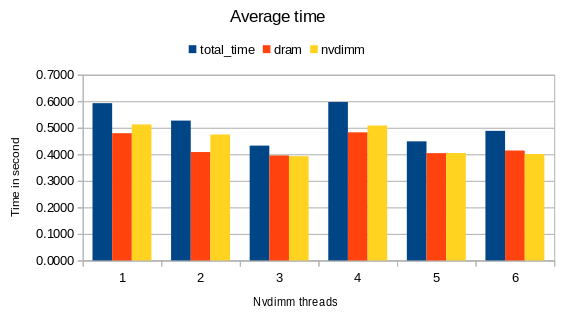 Average time
total_time dram nvdimm
0.7000
0.6000
0.5000
0.4000
0.3000
0.2000
0.1000
0.0000
Time in second
1 2 3 4 5 6
Nvdimm threads